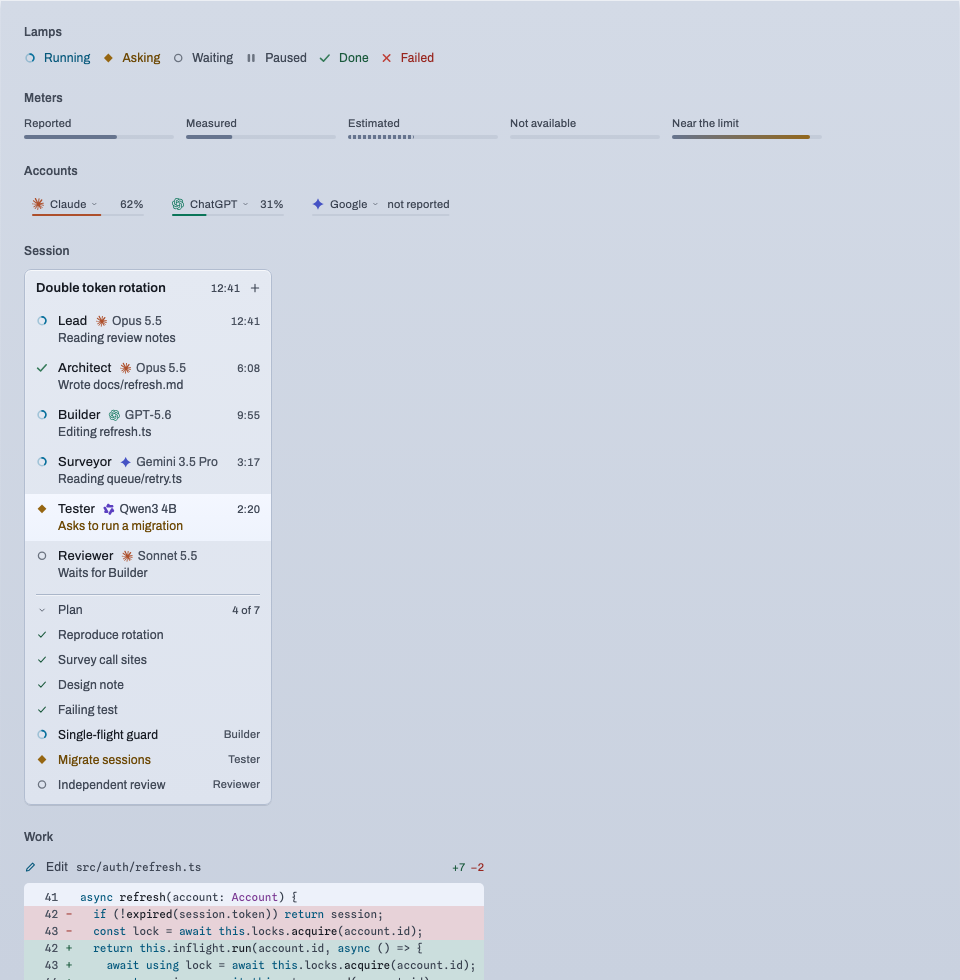 Lamps
Running Asking Waiting Paused Done Failed
Meters
Reported Measured Estimated Not available Near the limit
Accounts
Claude 62% ChatGPT 31% Google not reported
Session
Double token rotation 12:41 +
Lead Opus 5.5 12:41
Reading review notes
Architect Opus 5.5 6:08
Wrote docs/refresh.md
Builder GPT-5.6 9:55
Editing refresh.ts
Surveyor Gemini 3.5 Pro 3:17
Reading queue/retry.ts
Tester Qwen3 4B 2:20
Asks to run a migration
Reviewer Sonnet 5.5
Waits for Builder
Plan 4 of 7
Reproduce rotation
Survey call sites
Design note
Failing test
Single-flight guard Builder
Migrate sessions Tester
Independent review Reviewer
Work
Edit src/auth/refresh.ts +7 −2
41 async refresh(account: Account) {
42 − if (!expired(session.token)) return session;
43 − const lock = await this.locks.acquire(account.id);
42 + return this.inflight.run(account.id, async () => {
43 + await using lock = await this.locks.acquire(account.id);